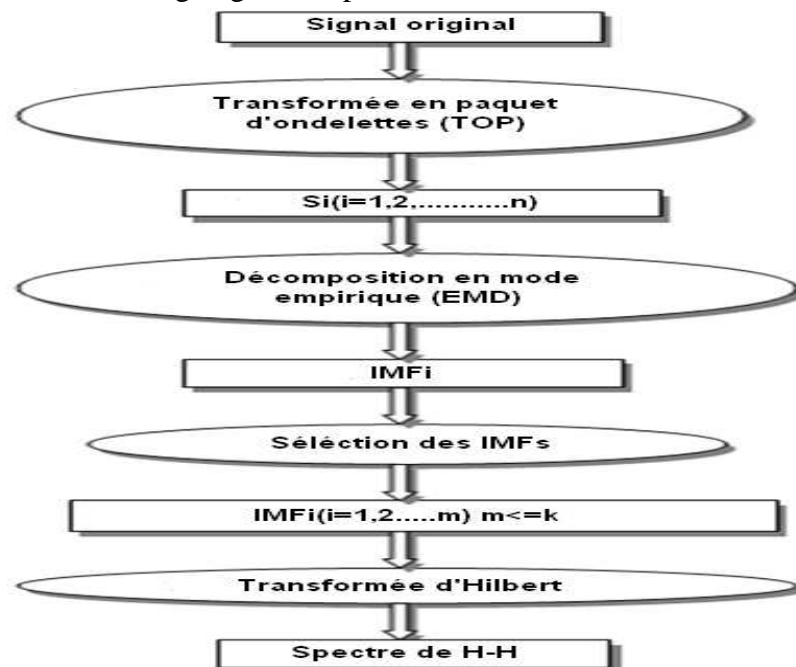 Signal original
Transformée en paquet
d'ondelettes (TOP)
Si(i=1,2,...........n)
Décomposition en mode
empirique (EMD)
IMFi
Séléction des IMFs
IMFi(i=1,2.....m) m<=k
Transformée d'Hilbert
Spectre de H-H